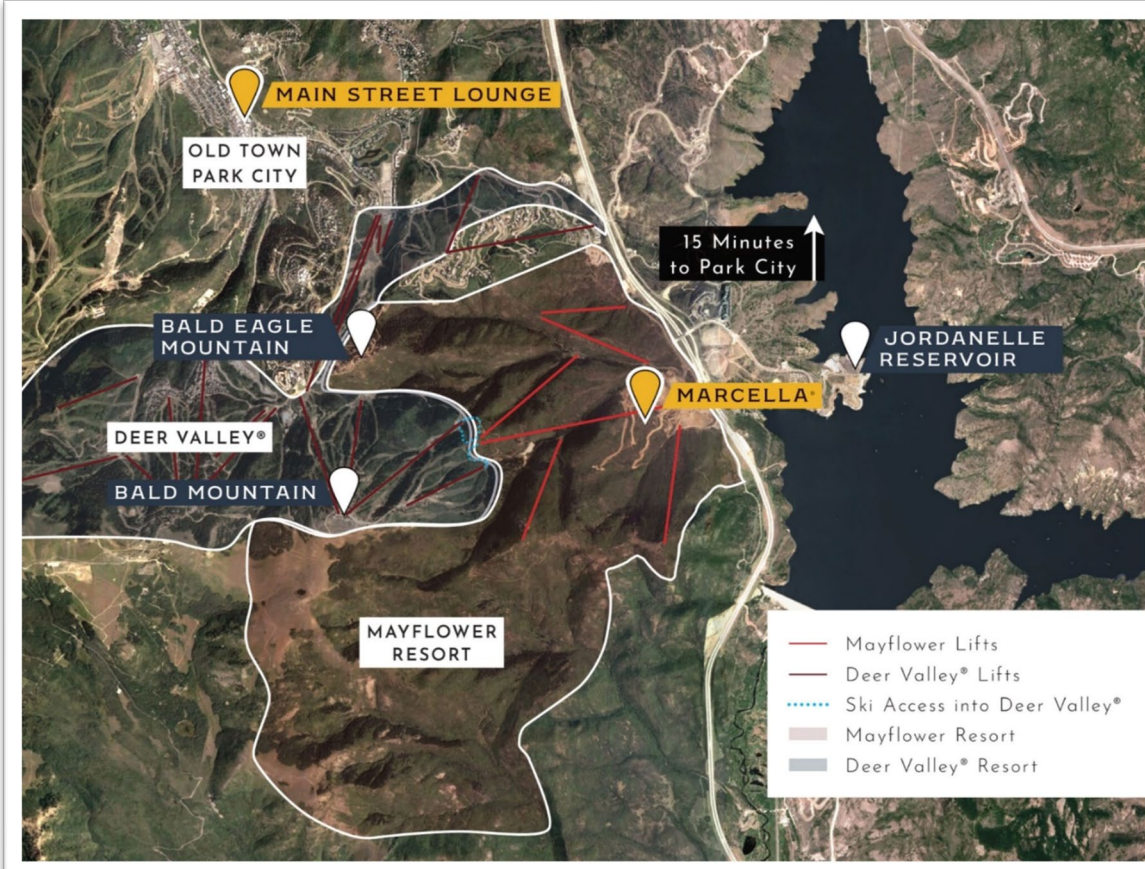 MAIN STREET LOUNGE
OLD TOWN
PARK CITY
15 Minutes
to Park City
BALD EAGLE
MOUNTAIN
JORDANELLE
RESERVOIR
MARCELLA®
DEER VALLEY®
BALD MOUNTAIN
MAYFLOWER
RESORT
Mayflower Lifts
Deer Valley® Lifts
Ski Access into Deer Valley®
Mayflower Resort
Deer Valley® Resort